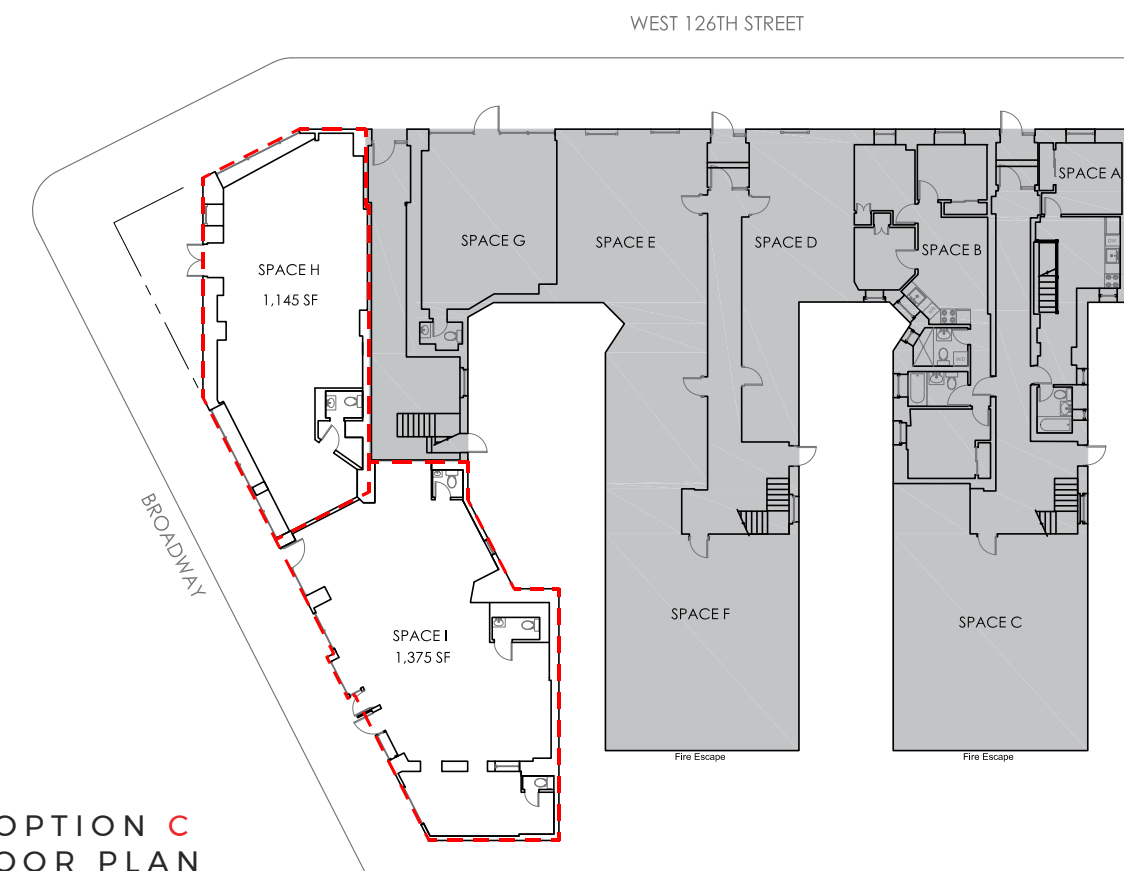 WEST 126TH STREET
SPACE A
SPACE G
SPACE E
SPACE D
SPACE B
SPACE H
1,145 SF
DW
W/D
BROADWAY
SPACE F
SPACE C
SPACE I
1,375 SF
Fire Escape
Fire Escape
OPTION C
OOR PLAN